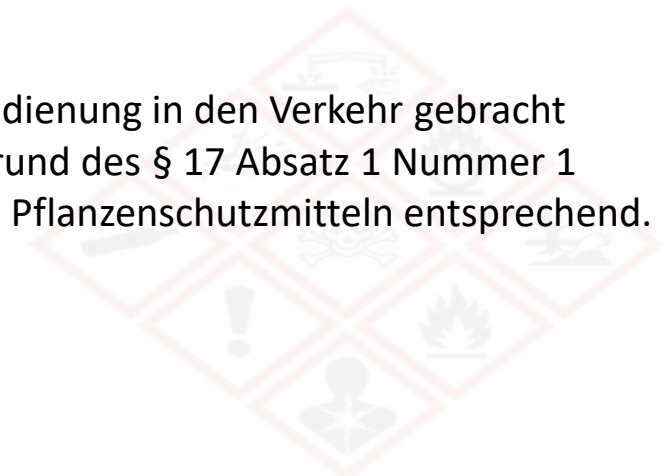 dienung in den Verkehr gebracht
rund des § 17 Absatz 1 Nummer 1
Pflanzenschutzmitteln entsprechend.